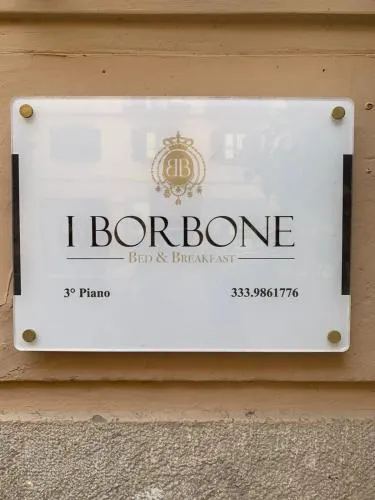 BB
I BORBONE
BED & BREAKFAST
3° Piano 333.9861776